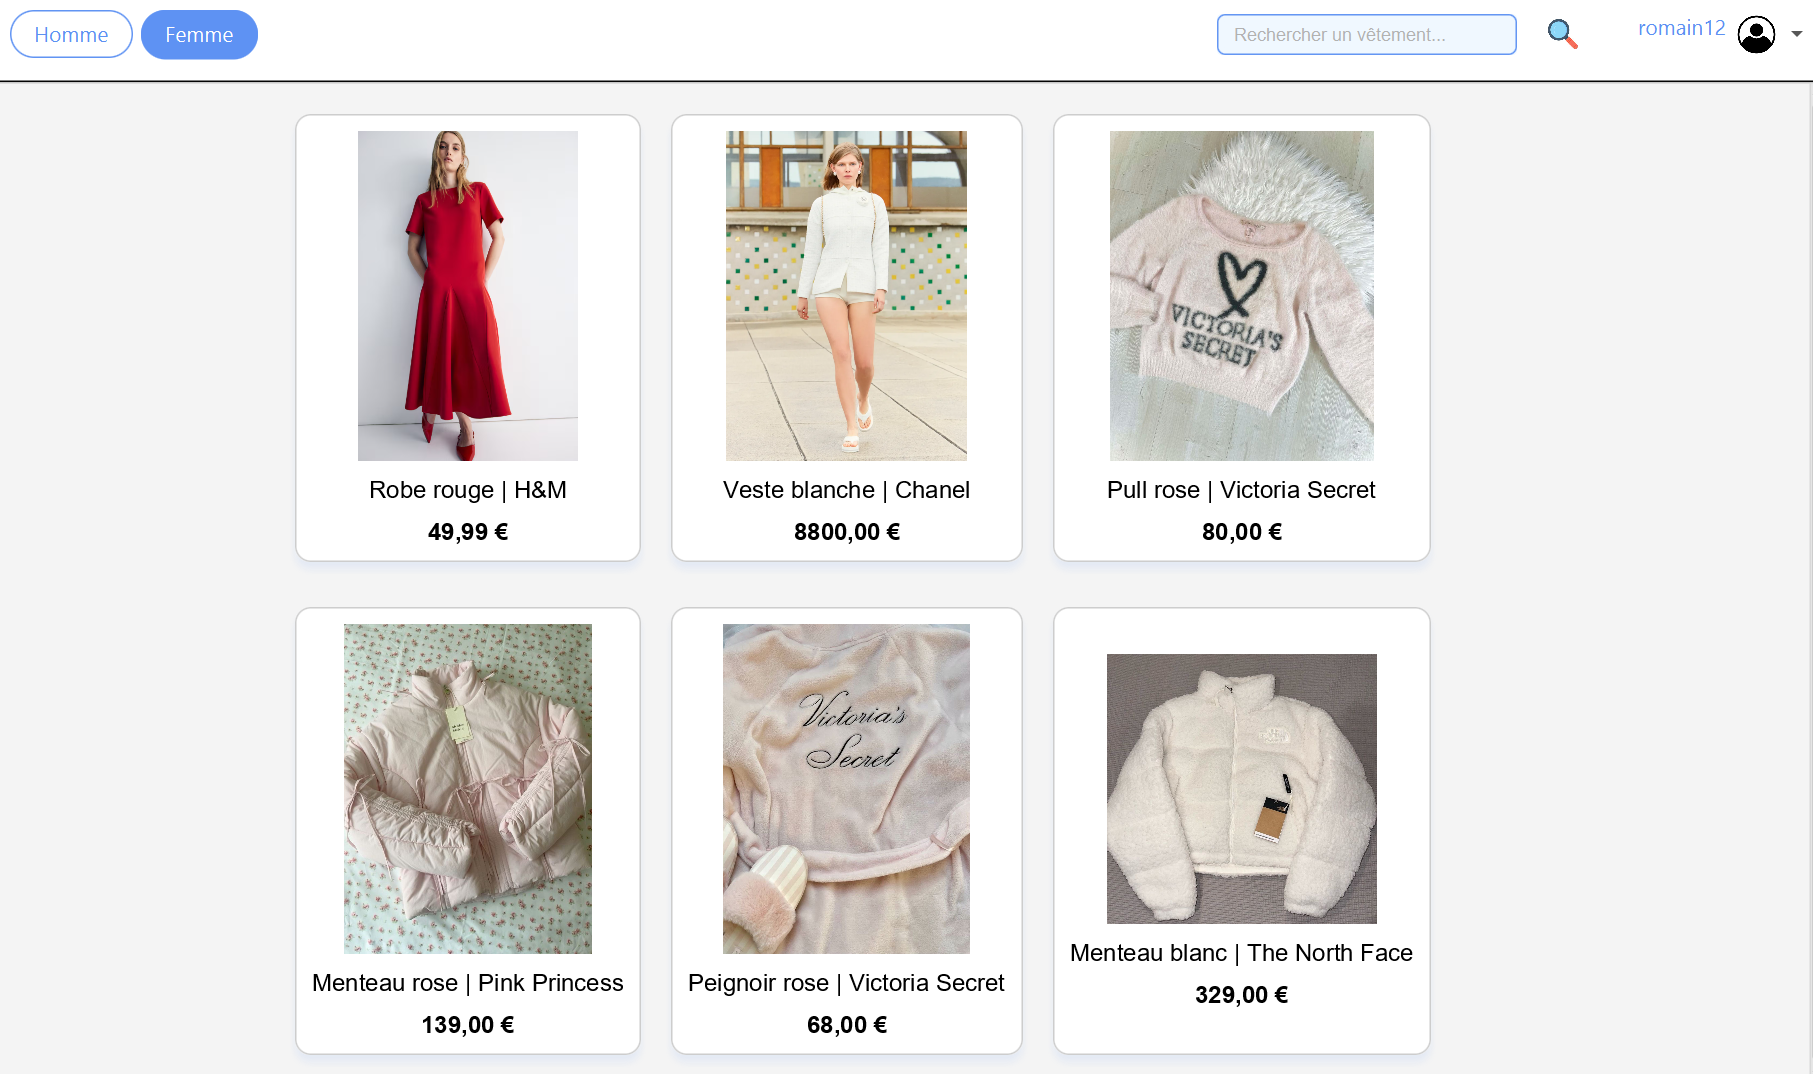 Homme
Femme
Rechercher un vêtement...
romain12
VICTORIA'S
SECRET
Robe rouge | H&M
49,99 €
Veste blanche | Chanel
8800,00 €
Pull rose | Victoria Secret
80,00 €
Victoria's
Secret
Menteau rose | Pink Princess
139,00 €
Peignoir rose | Victoria Secret
68,00 €
Menteau blanc | The North Face
329,00 €